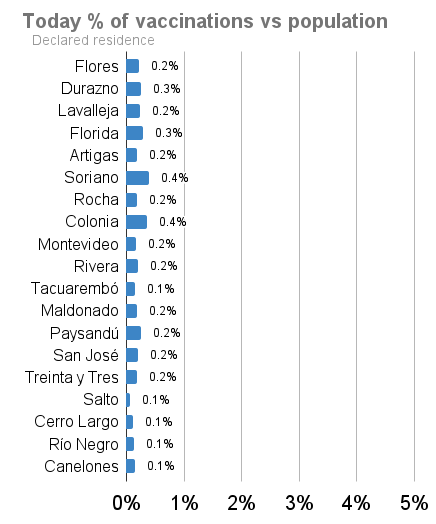 Today % of vaccinations vs population
Declared residence
Flores 0.2%
Durazno 0.3%
Lavalleja 0.2%
Florida 0.3%
Artigas 0.2%
Soriano 0.4%
Rocha 0.2%
Colonia 0.4%
Montevideo 0.2%
Rivera 0.2%
Tacuarembó 0.1%
Maldonado 0.2%
Paysandú 0.2%
San José 0.2%
Treinta y Tres 0.2%
Salto 0.1%
Cerro Largo 0.1%
Río Negro 0.1%
Canelones 0.1%
0% 1% 2% 3% 4% 5%